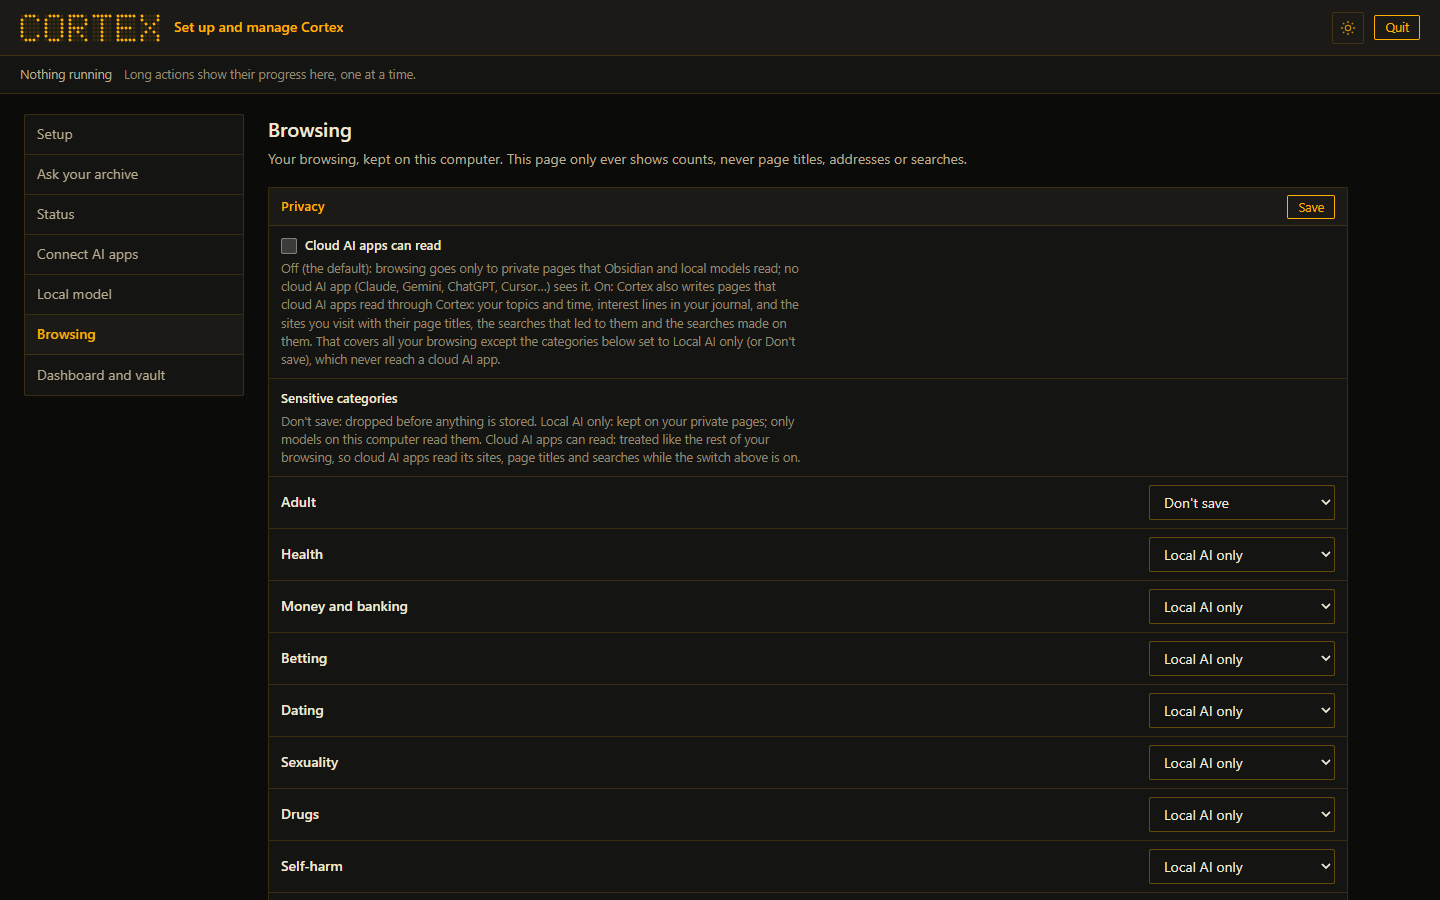 CORTEX Set up and manage Cortex
Quit
Nothing running Long actions show their progress here, one at a time.
Setup
Ask your archive
Status
Connect AI apps
Local model
Browsing
Dashboard and vault
Browsing
Your browsing, kept on this computer. This page only ever shows counts, never page titles, addresses or searches.
Privacy
Save
Cloud AI apps can read
Off (the default): browsing goes only to private pages that Obsidian and local models read; no
cloud AI app (Claude, Gemini, ChatGPT, Cursor...) sees it. On: Cortex also writes pages that
cloud AI apps read through Cortex: your topics and time, interest lines in your journal, and the
sites you visit with their page titles, the searches that led to them and the searches made on
them. That covers all your browsing except the categories below set to Local AI only (or Don't
save), which never reach a cloud AI app.
Sensitive categories
Don't save: dropped before anything is stored. Local AI only: kept on your private pages; only
models on this computer read them. Cloud AI apps can read: treated like the rest of your
browsing, so cloud AI apps read its sites, page titles and searches while the switch above is on.
Adult Don't save
Health Local AI only
Money and banking Local AI only
Betting Local AI only
Dating Local AI only
Sexuality Local AI only
Drugs Local AI only
Self-harm Local AI only